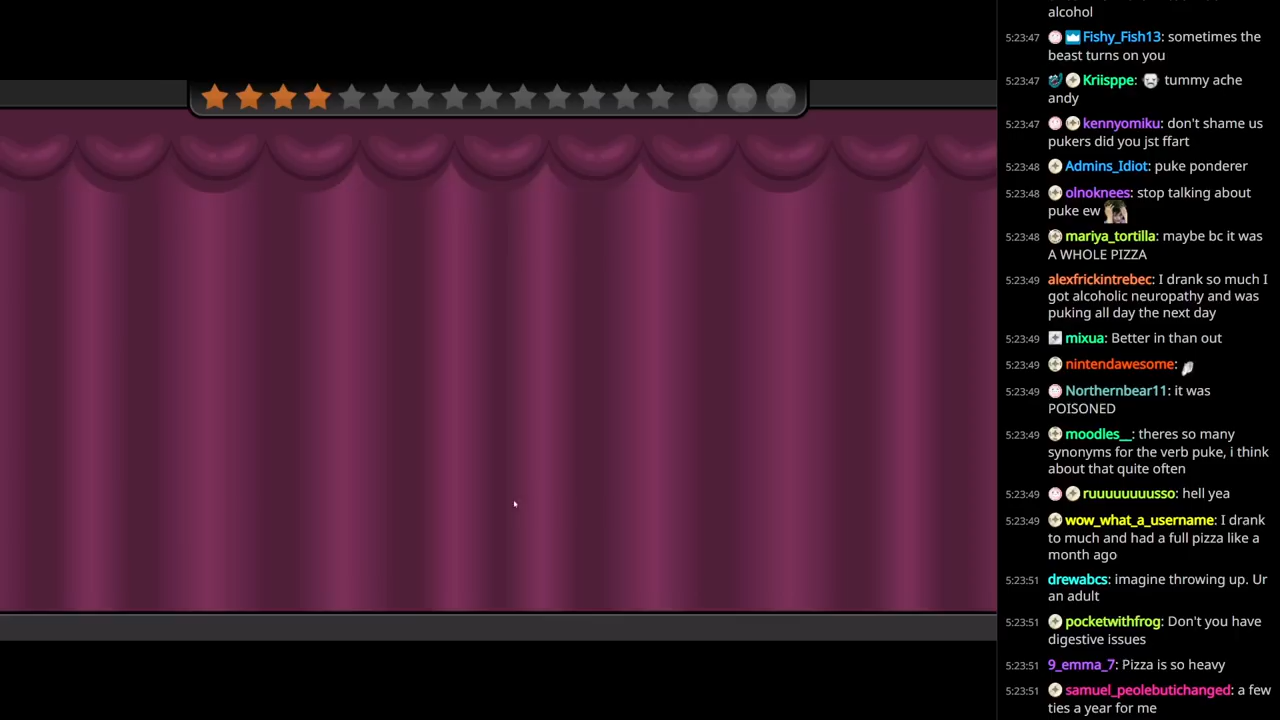 alcohol
5:23:47 Fishy_Fish13: sometimes the
beast turns on you
5:23:47 Kriisppe: tummy ache
andy
5:23:47 kennyomiku: don't shame us
pukers did you jst ffart
5:23:48 Admins_Idiot: puke ponderer
5:23:48 olnoknees: stop talking about
puke ew
5:23:48 mariya_tortilla: maybe bc it was
A WHOLE PIZZA
5:23:49 alexfrickintrebec: I drank so much I
got alcoholic neuropathy and was
puking all day the next day
5:23:49 mixua: Better in than out
5:23:49 nintendawesome:
5:23:49 Northernbear11: it was
POISONED
5:23:49 moodles__: theres so many
synonyms for the verb puke, i think
about that quite often
5:23:49 ruuuuuuusso: hell yea
5:23:49 wow_what_a_username: I drank
to much and had a full pizza like a
month ago
5:23:51 drewabcs: imagine throwing up. Ur
an adult
5:23:51 pocketwithfrog: Don't you have
digestive issues
5:23:51 9_emma_7: Pizza is so heavy
5:23:51 samuel_peolebutichanged: a few
ties a year for me